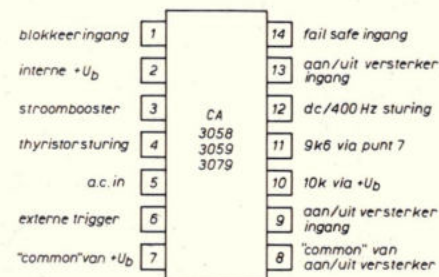 blokkeeringang 1
interne +Ub 2
stroombooster 3
thyristorsturing 4
a.c. in 5
externe trigger 6
"common" van +Ub 7
CA
3058
3059
3079
14 fail safe ingang
13 aan/uit versterker
ingang
12 dc/400 Hz sturing
11 9k6 via punt 7
10 10k via +Ub
9 aan/uit versterker
ingang
8 "common" van
aan/uit versterker